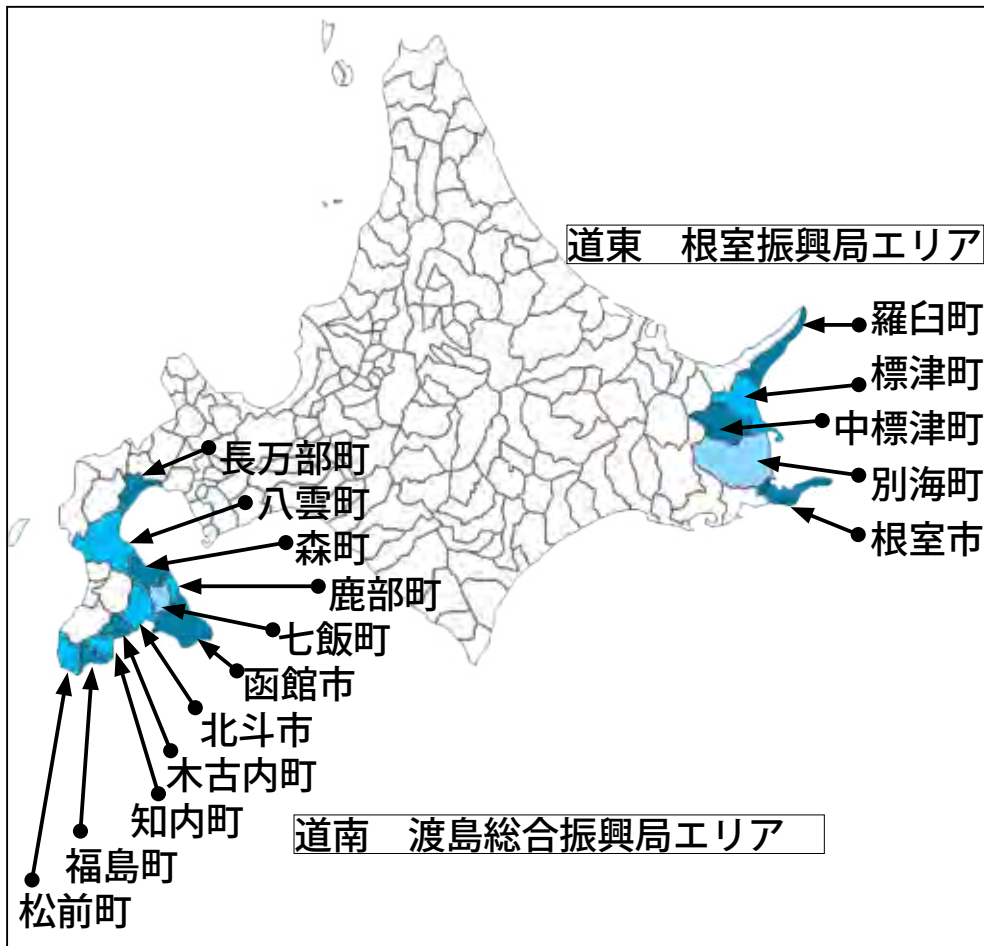 道東　根室振興局エリア
羅臼町
標津町
中標津町
別海町
根室市
長万部町
八雲町
森町
鹿部町
七飯町
函館市
北斗市
木古内町
知内町
福島町
松前町
道南　渡島総合振興局エリア